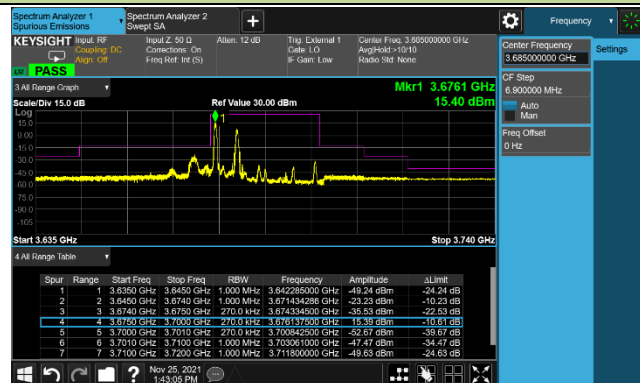 Spectrum Analyzer 1
Spurious Emissions
Spectrum Analyzer 2
Swept SA
Frequency
KEYSIGHT
Input: RF
Coupling: DC
Align: Off
Input Z: 50 Ω
Corrections: On
Freq Ref: Int (S)
Atten: 12 dB
Trig: External 1
Gate: LO
IF Gain: Low
Center Freq: 3.685000000 GHz
Avg|Hold:>10/10
Radio Std: None
PASS
Center Frequency
3.685000000 GHz
Settings
CF Step
6.900000 MHz
Auto
Man
Freq Offset
0 Hz
3 All Range Graph
Mkr1 3.6761 GHz
15.40 dBm
Scale/Div 15.0 dB
Ref Value 30.00 dBm
Log
15.0
0.00
-15.0
-30.0
-45.0
-60.0
-75.0
-90.0
-105
1
Start 3.635 GHz
Stop 3.740 GHz
4 All Range Table
Spur Range Start Freq Stop Freq RBW Frequency Amplitude ΔLimit
1 1 3.6350 GHz 3.6450 GHz 1.000 MHz 3.642285000 GHz -49.24 dBm -24.24 dB
2 2 3.6450 GHz 3.6740 GHz 1.000 MHz 3.671434286 GHz -23.23 dBm -10.23 dB
3 3 3.6740 GHz 3.6750 GHz 270.0 kHz 3.674334500 GHz -35.53 dBm -22.53 dB
4 4 3.6750 GHz 3.7000 GHz 270.0 kHz 3.676137500 GHz 15.39 dBm -10.61 dB
5 5 3.7000 GHz 3.7010 GHz 270.0 kHz 3.700842500 GHz -52.67 dBm -39.67 dB
6 6 3.7010 GHz 3.7100 GHz 1.000 MHz 3.703061000 GHz -47.47 dBm -34.47 dB
7 7 3.7100 GHz 3.7200 GHz 1.000 MHz 3.711800000 GHz -49.63 dBm -24.63 dB
Nov 25, 2021
1:43:05 PM